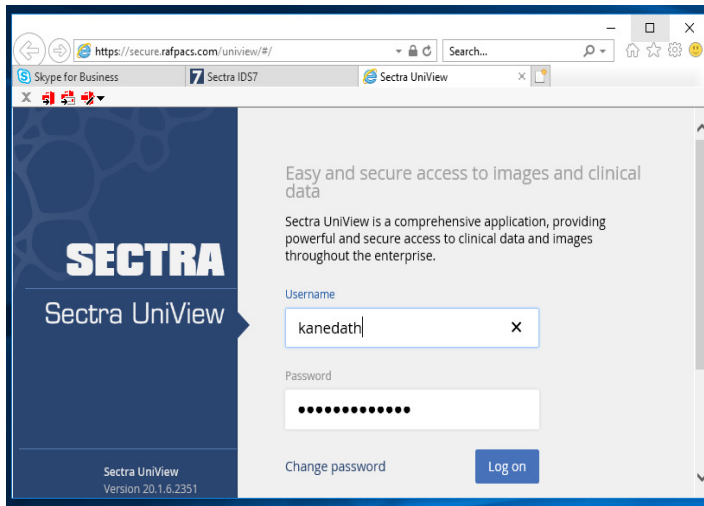 https://secure.rafpacs.com/uniview/#/
Search...
Skype for Business
Sectra IDS7
Sectra UniView
Easy and secure access to images and clinical
data
Sectra UniView is a comprehensive application, providing
powerful and secure access to clinical data and images
throughout the enterprise.
SECTRA
Sectra UniView
Username
kanedath
Password
Change password
Log on
Sectra UniView
Version 20.1.6.2351